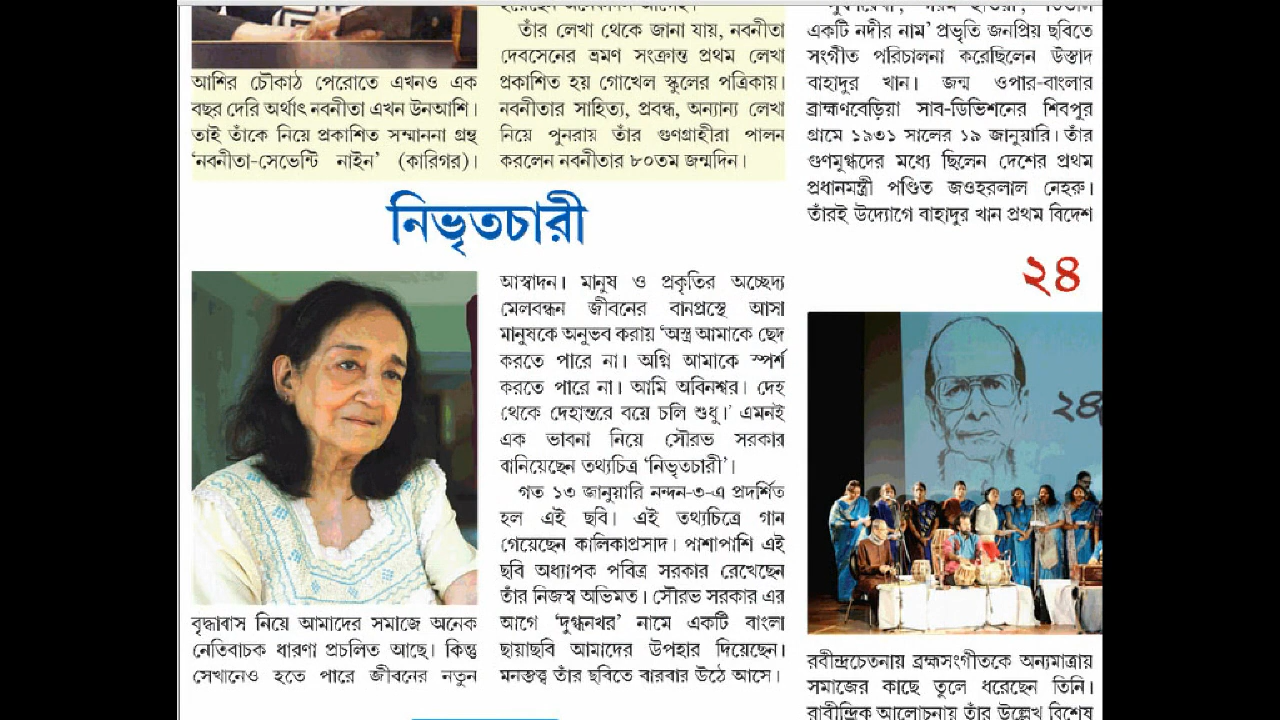 আশির চৌকাঠ পেরোতে এখনও এক
বছর দেরি অর্থাৎ নবনীতা এখন উনআশি।
তাই তাঁকে নিয়ে প্রকাশিত সম্মাননা গ্রন্থ
‘নবনীতা-সেভেন্টি নাইন’ (কারিগর)।
তাঁর লেখা থেকে জানা যায়, নবনীতা
দেবসেনের ভ্রমণ সংক্রান্ত প্রথম লেখা
প্রকাশিত হয় গোখেল স্কুলের পত্রিকায়।
নবনীতার সাহিত্য, প্রবন্ধ, অন্যান্য লেখা
নিয়ে পুনরায় তাঁর গুণগ্রাহীরা পালন
করলেন নবনীতার ৮০তম জন্মদিন।
নিভৃতচারী
বৃদ্ধাবাস নিয়ে আমাদের সমাজে অনেক
নেতিবাচক ধারণা প্রচলিত আছে। কিন্তু
সেখানেও হতে পারে জীবনের নতুন
আস্বাদন। মানুষ ও প্রকৃতির অচ্ছেদ্য
মেলবন্ধন জীবনের বানপ্রস্থে আসা
মানুষকে অনুভব করায় ‘অস্ত্র আমাকে ছেদ
করতে পারে না। অগ্নি আমাকে স্পর্শ
করতে পারে না। আমি অবিনশ্বর। দেহ
থেকে দেহান্তরে বয়ে চলি শুধু।’ এমনই
এক ভাবনা নিয়ে সৌরভ সরকার
বানিয়েছেন তথ্যচিত্র ‘নিভৃতচারী’।
গত ১৩ জানুয়ারি নন্দন-৩-এ প্রদর্শিত
হল এই ছবি। এই তথ্যচিত্রে গান
গেয়েছেন কালিকাপ্রসাদ। পাশাপাশি এই
ছবি অধ্যাপক পবিত্র সরকার রেখেছেন
তাঁর নিজস্ব অভিমত। সৌরভ সরকার এর
আগে ‘দুগ্ধনখর’ নামে একটি বাংলা
ছায়াছবি আমাদের উপহার দিয়েছেন।
মনস্তত্ত্ব তাঁর ছবিতে বারবার উঠে আসে।
একটি নদীর নাম’ প্রভৃতি জনপ্রিয় ছবিতে
সংগীত পরিচালনা করেছিলেন উস্তাদ
বাহাদুর খান। জন্ম ওপার-বাংলার
ব্রাহ্মণবেড়িয়া সাব-ডিভিশনের শিবপুর
গ্রামে ১৯৩১ সালের ১৯ জানুয়ারি। তাঁর
গুণমুগ্ধদের মধ্যে ছিলেন দেশের প্রথম
প্রধানমন্ত্রী পণ্ডিত জওহরলাল নেহরু।
তাঁরই উদ্যোগে বাহাদুর খান প্রথম বিদেশ
২৪
২৪
রবীন্দ্রচেতনায় ব্রহ্মসংগীতকে অন্যমাত্রায়
সমাজের কাছে তুলে ধরেছেন তিনি।
রাবীন্দ্রিক আলোচনায় তাঁর উল্লেখ বিশেষ